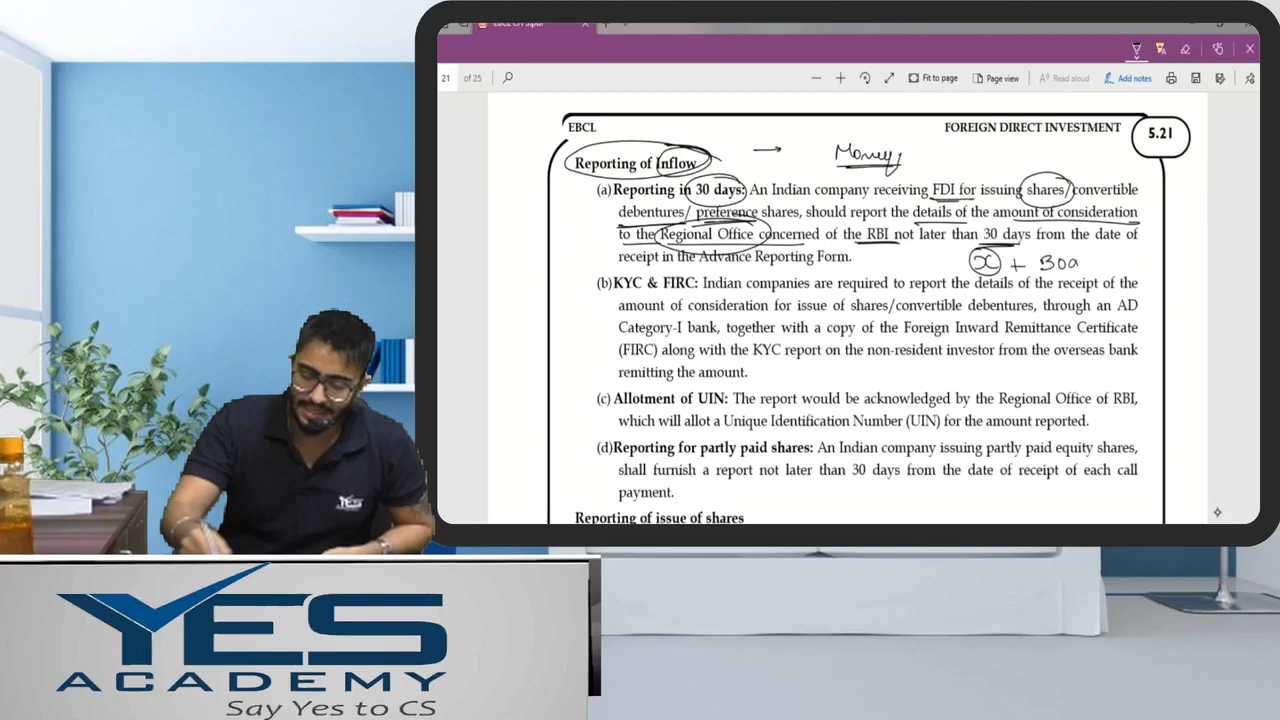 21 of 25
Fit to page
Page view
Read aloud
Add notes
EBCL FOREIGN DIRECT INVESTMENT 5.21
Reporting of Inflow → Money
(a) Reporting in 30 days: An Indian company receiving FDI for issuing shares/convertible
debentures/ preference shares, should report the details of the amount of consideration
to the Regional Office concerned of the RBI not later than 30 days from the date of
receipt in the Advance Reporting Form.
x + 30d
(b) KYC & FIRC: Indian companies are required to report the details of the receipt of the
amount of consideration for issue of shares/convertible debentures, through an AD
Category-I bank, together with a copy of the Foreign Inward Remittance Certificate
(FIRC) along with the KYC report on the non-resident investor from the overseas bank
remitting the amount.
(c) Allotment of UIN: The report would be acknowledged by the Regional Office of RBI,
which will allot a Unique Identification Number (UIN) for the amount reported.
(d) Reporting for partly paid shares: An Indian company issuing partly paid equity shares,
shall furnish a report not later than 30 days from the date of receipt of each call
payment.
Reporting of issue of shares
YES
YES
ACADEMY
Say Yes to CS